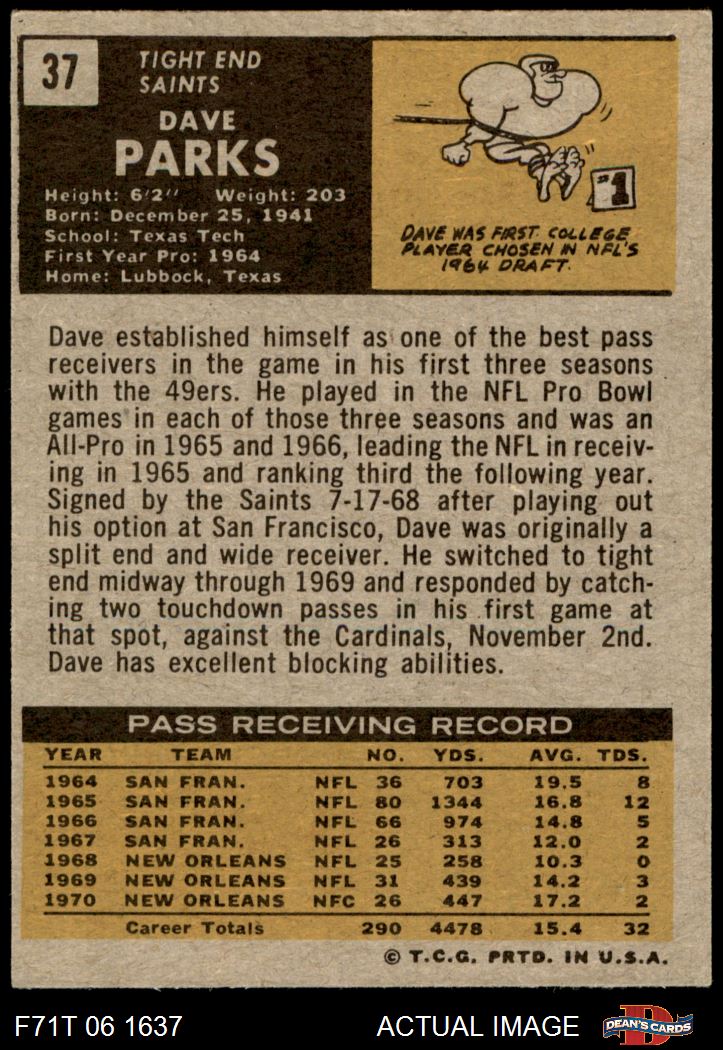 37
TIGHT END
SAINTS
DAVE
PARKS
Height: 6'2" Weight: 203
Born: December 25, 1941
School: Texas Tech
First Year Pro: 1964
Home: Lubbock, Texas
#1
DAVE WAS FIRST COLLEGE
PLAYER CHOSEN IN NFL'S
1964 DRAFT.
Dave established himself as one of the best pass
receivers in the game in his first three seasons
with the 49ers. He played in the NFL Pro Bowl
games in each of those three seasons and was an
All-Pro in 1965 and 1966, leading the NFL in receiv-
ing in 1965 and ranking third the following year.
Signed by the Saints 7-17-68 after playing out
his option at San Francisco, Dave was originally a
split end and wide receiver. He switched to tight
end midway through 1969 and responded by catch-
ing two touchdown passes in his first game at
that spot, against the Cardinals, November 2nd.
Dave has excellent blocking abilities.
PASS RECEIVING RECORD
YEAR TEAM NO. YDS. AVG. TDS.
1964 SAN FRAN. NFL 36 703 19.5 8
1965 SAN FRAN. NFL 80 1344 16.8 12
1966 SAN FRAN. NFL 66 974 14.8 5
1967 SAN FRAN. NFL 26 313 12.0 2
1968 NEW ORLEANS NFL 25 258 10.3 0
1969 NEW ORLEANS NFL 31 439 14.2 3
1970 NEW ORLEANS NFC 26 447 17.2 2
Career Totals 290 4478 15.4 32
© T.C.G. PRTD. IN U.S.A.
F71T 06 1637 ACTUAL IMAGE D DEAN'S CARDS